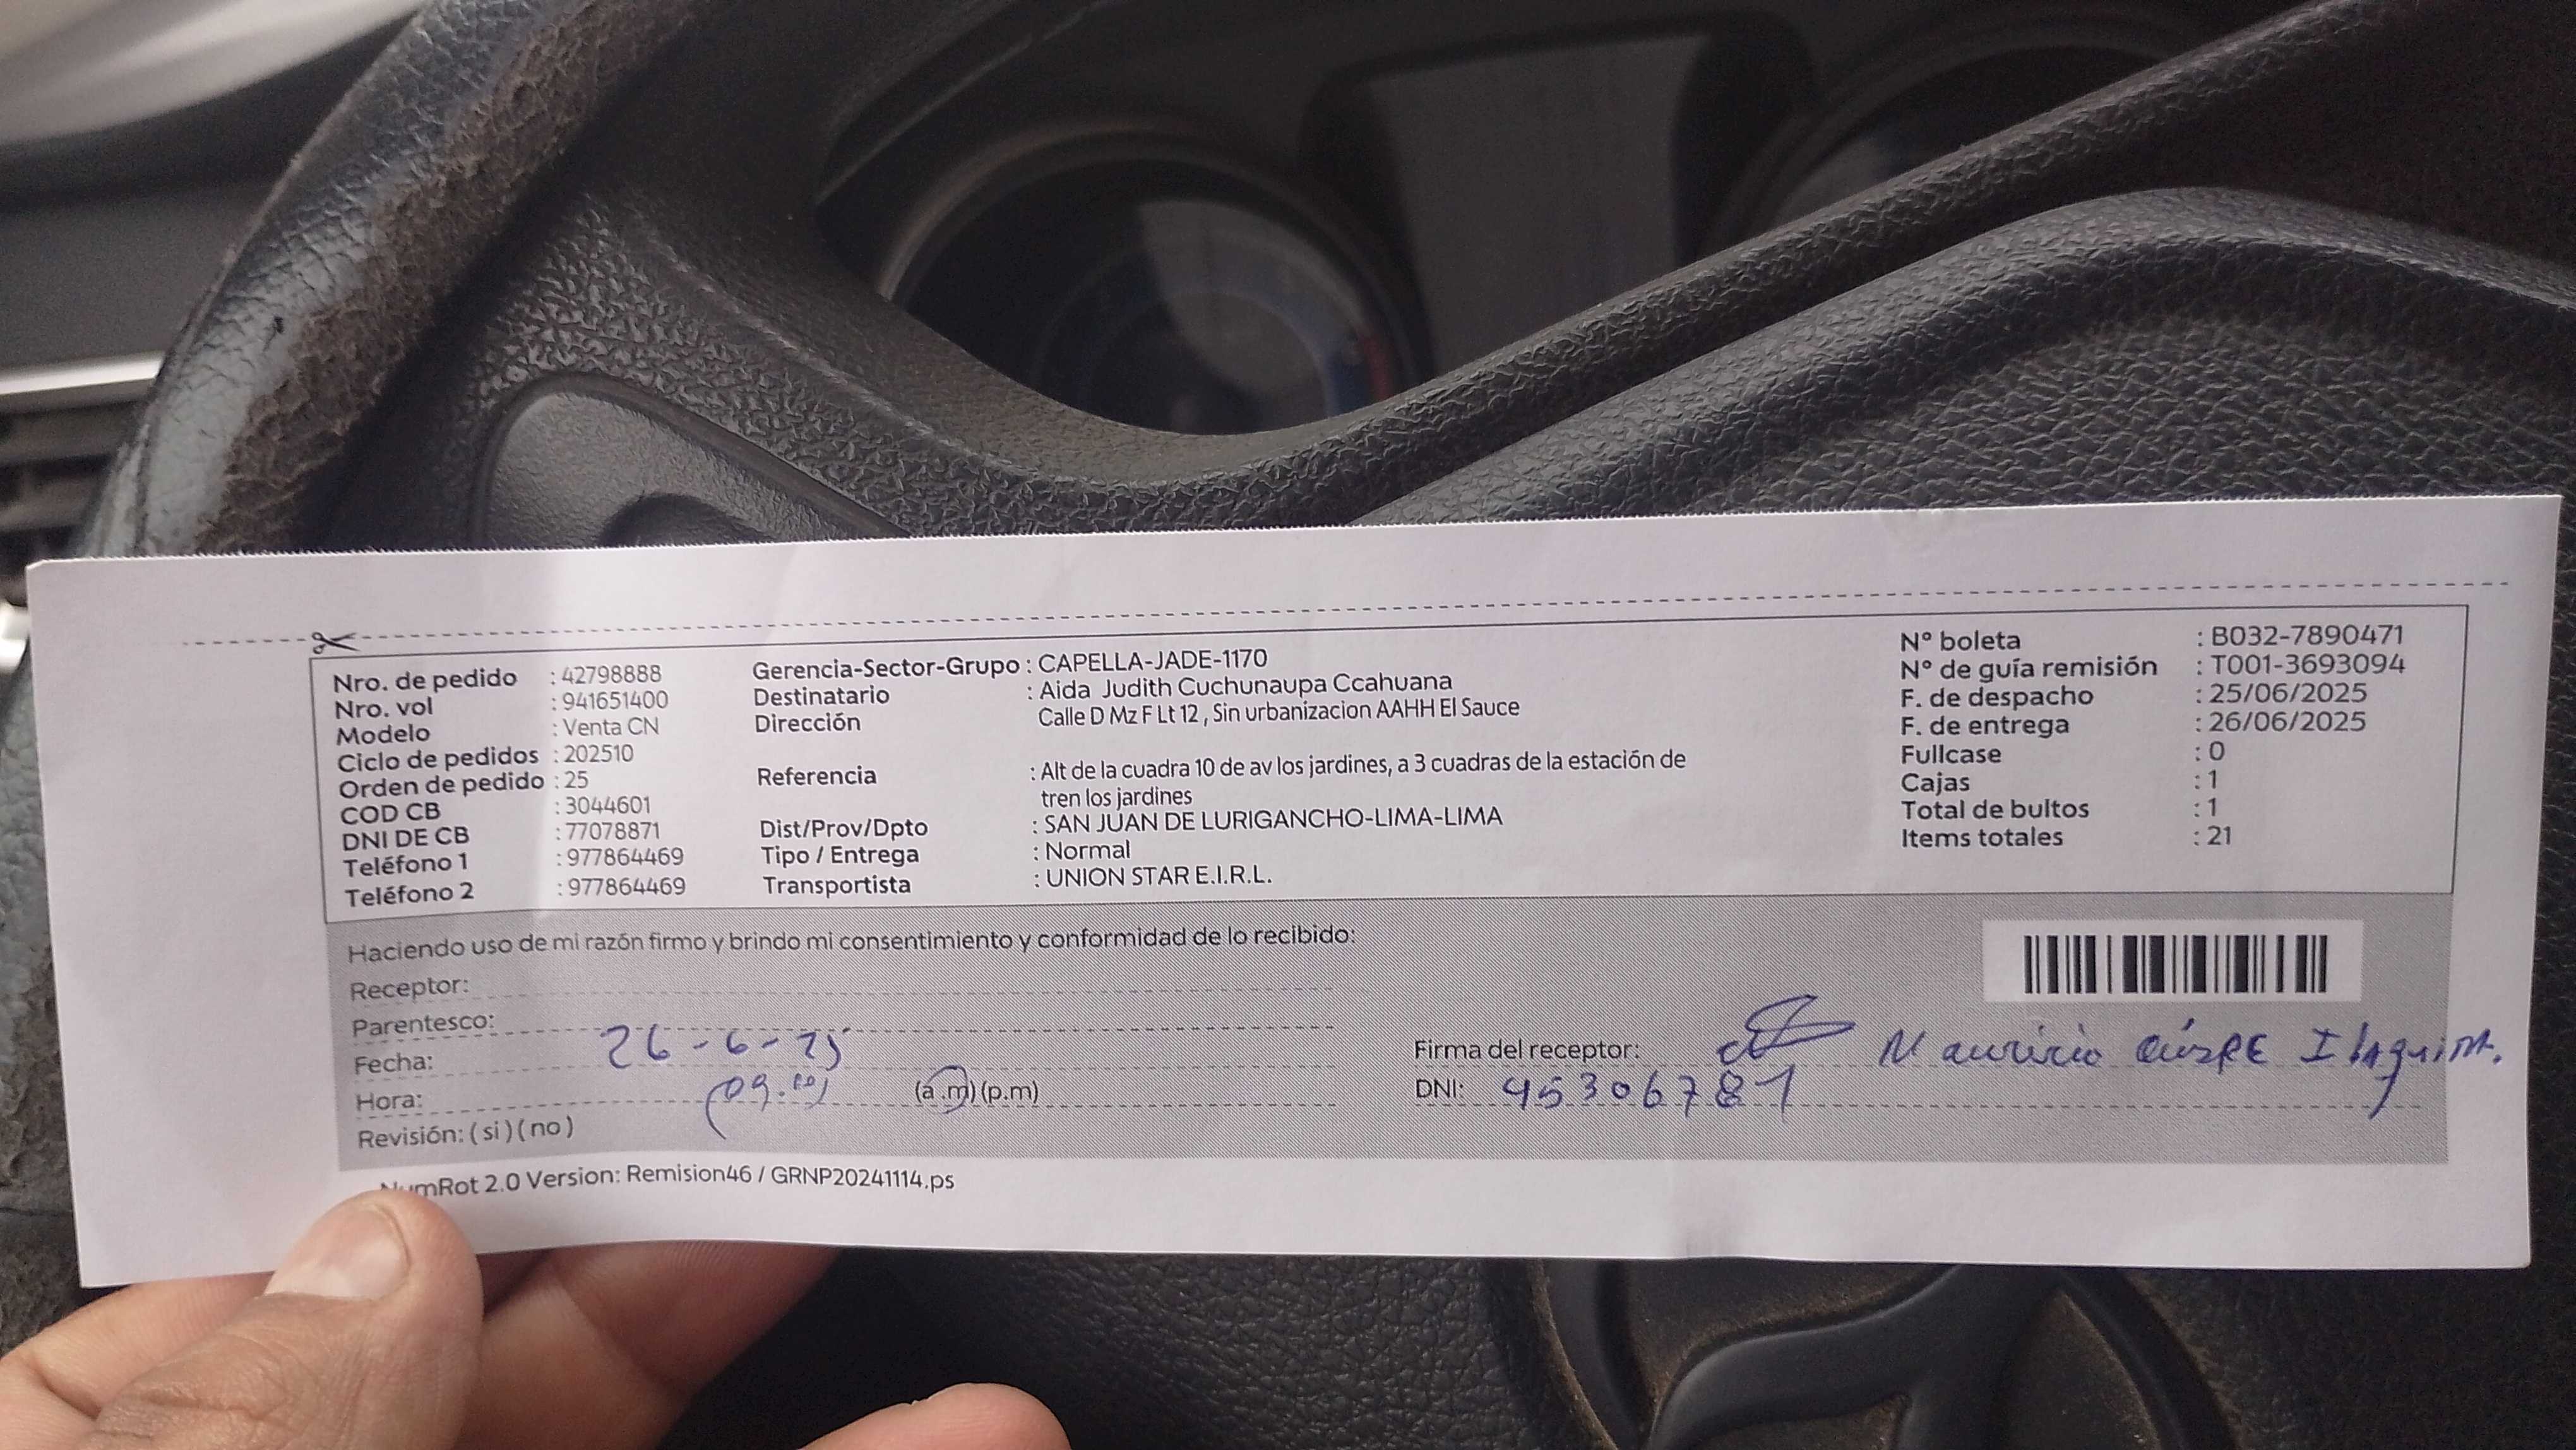 Nro. de pedido : 42798888
Nro. vol : 941651400
Modelo : Venta CN
Ciclo de pedidos : 202510
Orden de pedido : 25
COD CB : 3044601
DNI DE CB : 77078871
Teléfono 1 : 977864469
Teléfono 2 : 977864469
Gerencia-Sector-Grupo : CAPELLA-JADE-1170
Destinatario : Aida Judith Cuchunaupa Ccahuana
Dirección Calle D Mz F Lt 12 , Sin urbanizacion AAHH El Sauce
Referencia : Alt de la cuadra 10 de av los jardines, a 3 cuadras de la estación de
tren los jardines
Dist/Prov/Dpto : SAN JUAN DE LURIGANCHO-LIMA-LIMA
Tipo / Entrega : Normal
Transportista : UNION STAR E.I.R.L.
N° boleta : B032-7890471
N° de guía remisión : T001-3693094
F. de despacho : 25/06/2025
F. de entrega : 26/06/2025
Fullcase : 0
Cajas : 1
Total de bultos : 1
Items totales : 21
Haciendo uso de mi razón firmo y brindo mi consentimiento y conformidad de lo recibido:
Receptor:
Parentesco:
Fecha: 26-6-25
Hora: 09.00 (a .m) (p.m)
Revisión: ( si ) ( no )
Firma del receptor: Mauricio
DNI: 45306781
mRot 2.0 Version: Remision46 / GRNP20241114.ps